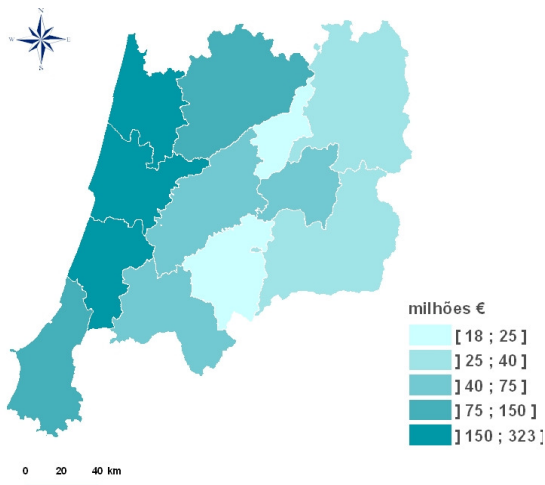 N
W E
S
milhões €
[ 18 ; 25 ]
] 25 ; 40 ]
] 40 ; 75 ]
] 75 ; 150 ]
] 150 ; 323 ]
0 20 40 km